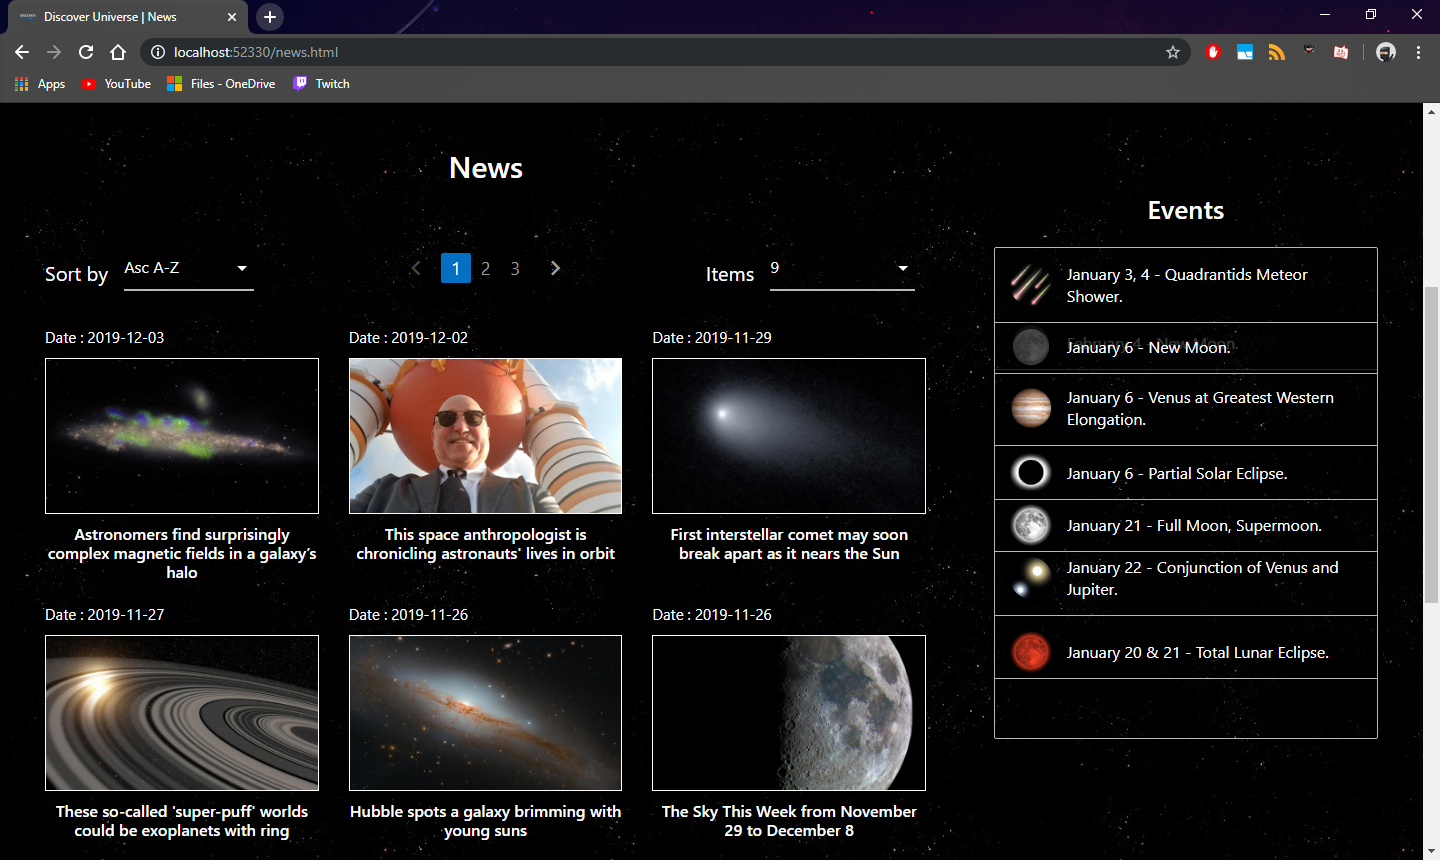 Discover Universe | News
localhost:52330/news.html
Apps
YouTube
Files - OneDrive
Twitch
News
Sort by
Asc A-Z
1 2 3
Items
9
Date : 2019-12-03
Astronomers find surprisingly
complex magnetic fields in a galaxy’s
halo
Date : 2019-12-02
This space anthropologist is
chronicling astronauts' lives in orbit
Date : 2019-11-29
First interstellar comet may soon
break apart as it nears the Sun
Date : 2019-11-27
These so-called 'super-puff' worlds
could be exoplanets with ring
Date : 2019-11-26
Hubble spots a galaxy brimming with
young suns
Date : 2019-11-26
The Sky This Week from November
29 to December 8
Events
January 3, 4 - Quadrantids Meteor
Shower.
February 4 - New Moon.
January 6 - New Moon.
January 6 - Venus at Greatest Western
Elongation.
January 6 - Partial Solar Eclipse.
January 21 - Full Moon, Supermoon.
January 22 - Conjunction of Venus and
Jupiter.
January 20 & 21 - Total Lunar Eclipse.